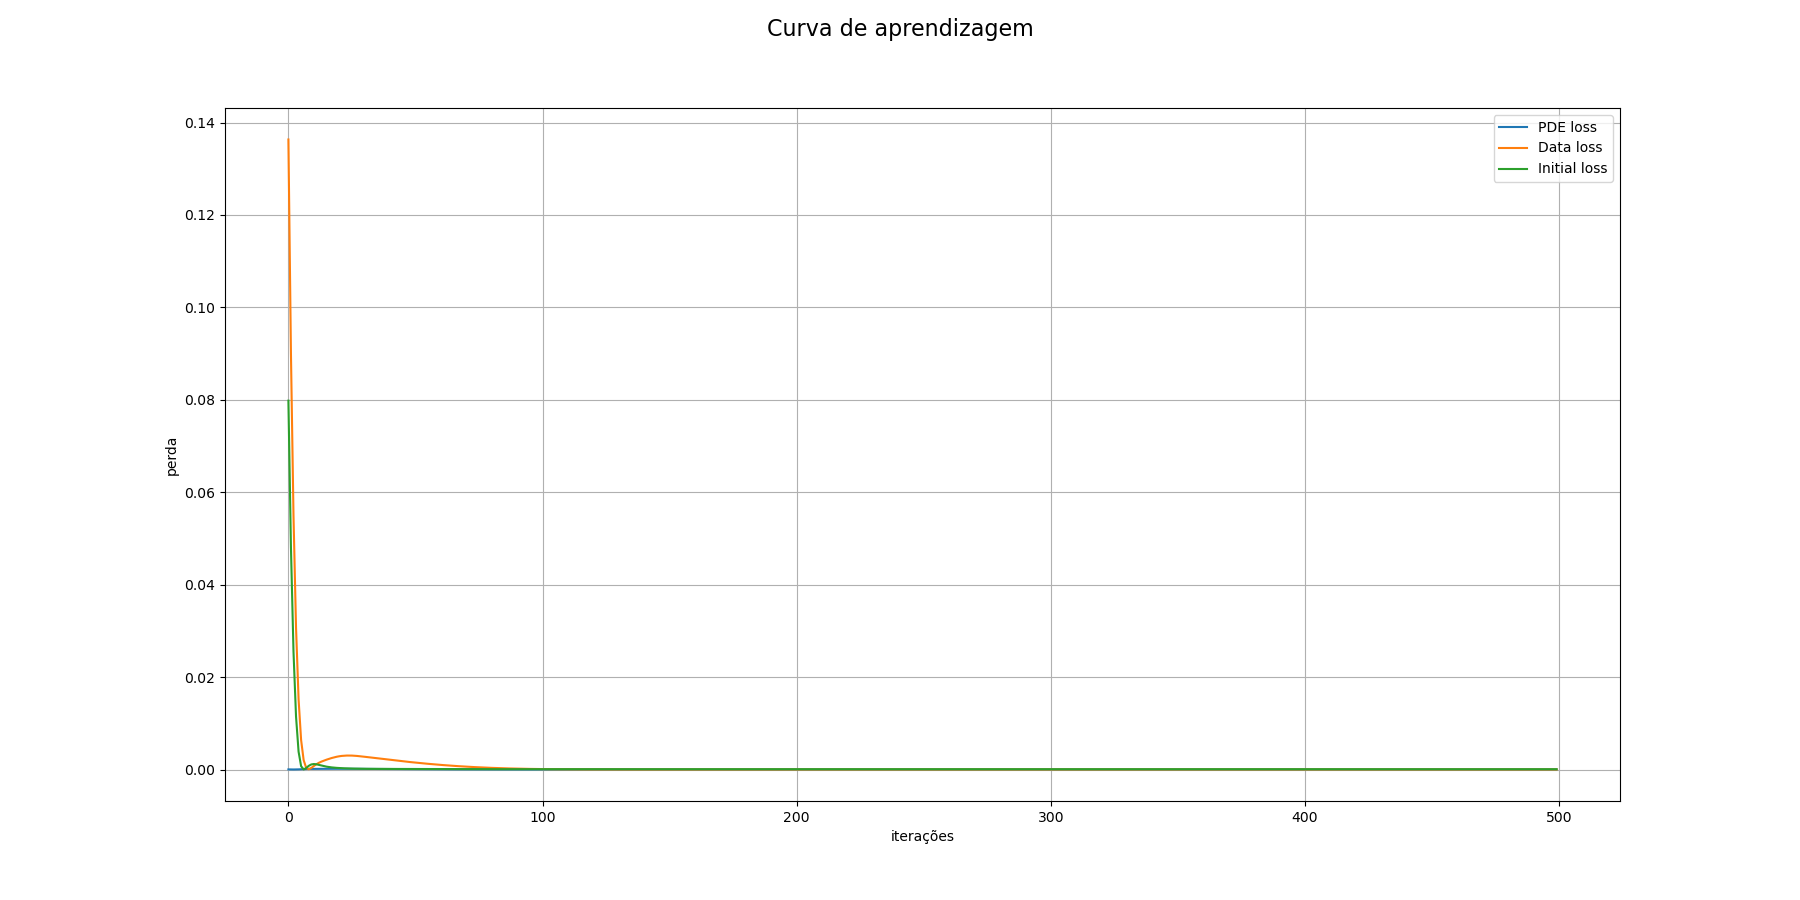 Curva de aprendizagem
0.14
0.12
0.10
0.08
0.06
0.04
0.02
0.00
perda
PDE loss
Data loss
Initial loss
0 100 200 300 400 500
iterações